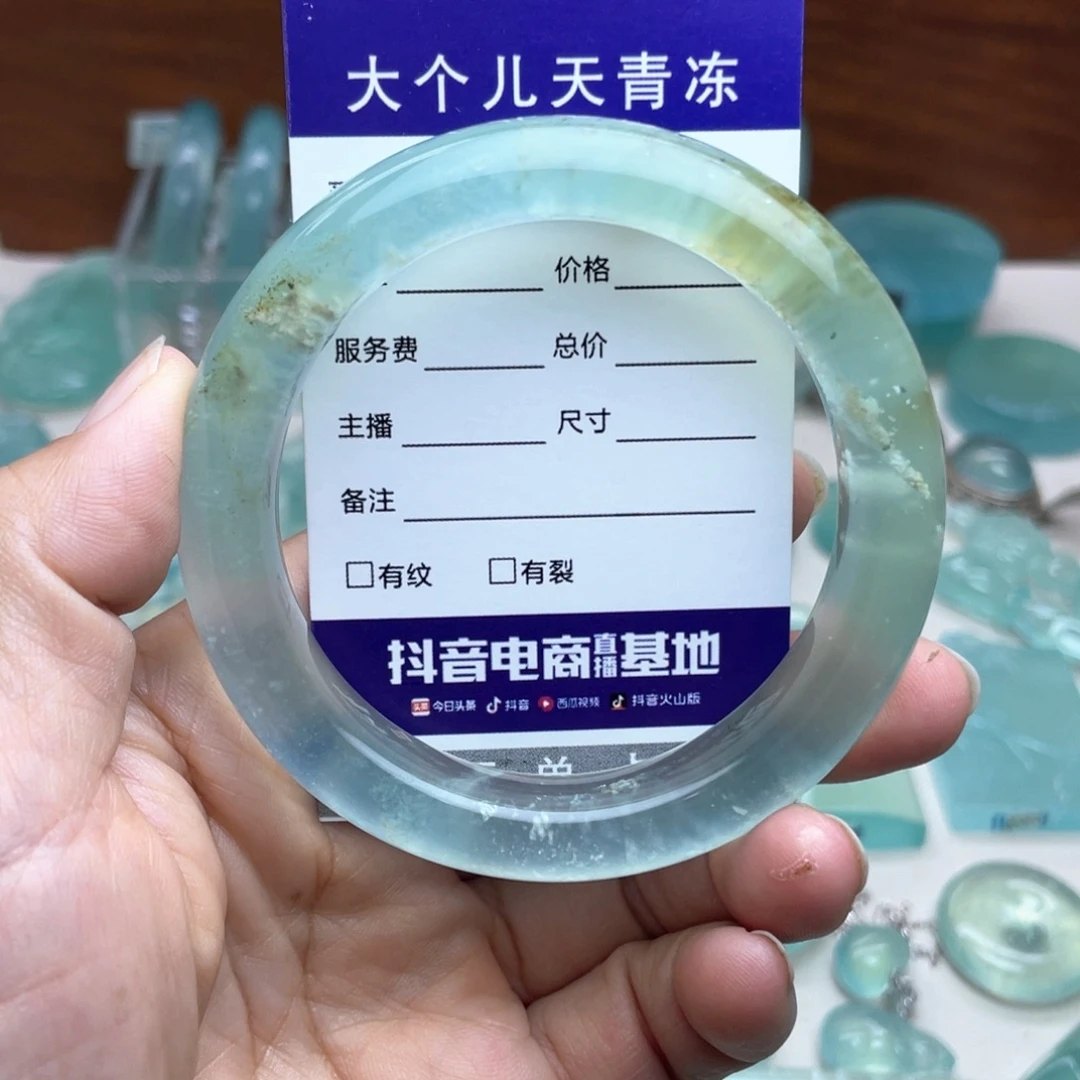 大个儿天青冻
价格
服务费 总价
主播 尺寸
备注
□有纹 □有裂
抖音电商直播基地
头条 今日头条 抖音 西瓜视频 抖音火山版